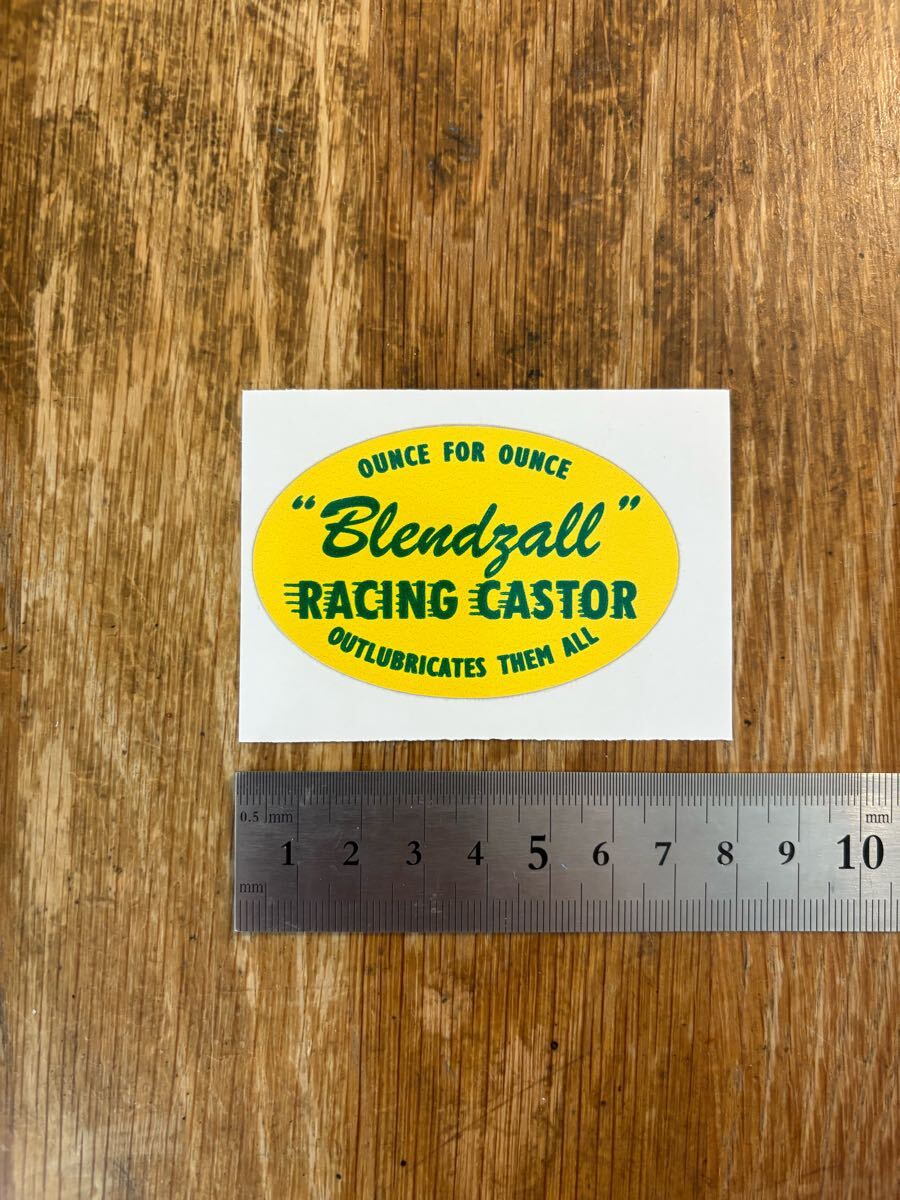 OUNCE FOR OUNCE
"Blendzall"
RACING CASTOR
OUTLUBRICATES THEM ALL
0.5 mm mm
1 2 3 4 5 6 7 8 9 10
mm